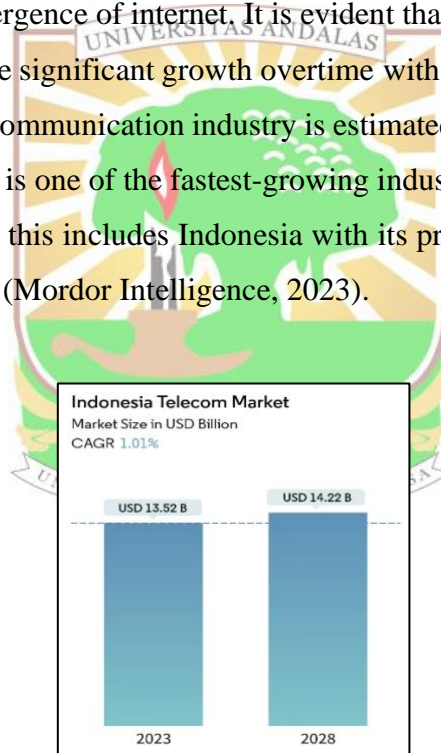 ergence of internet. It is evident tha
UNIVERSITAS ANDALAS
e significant growth overtime with
ommunication industry is estimated
is one of the fastest-growing indus
this includes Indonesia with its pr
(Mordor Intelligence, 2023).
Indonesia Telecom Market
Market Size in USD Billion
CAGR 1.01%
USD 13.52 B
USD 14.22 B
2023
2028